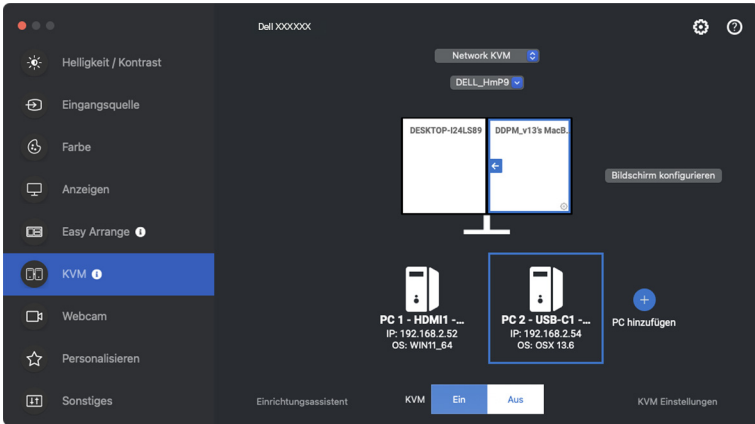 Dell XXXXXX
Helligkeit / Kontrast
Eingangsquelle
Farbe
Anzeigen
Easy Arrange
KVM
Webcam
Personalisieren
Sonstiges
Network KVM
DELL_HmP9
DESKTOP-I24LS89
DDPM_v13's MacB.
Bildschirm konfigurieren
PC 1 - HDMI1 -...
IP: 192.168.2.52
OS: WIN11_64
PC 2 - USB-C1 -...
IP: 192.168.2.54
OS: OSX 13.6
PC hinzufügen
Einrichtungsassistent
KVM
Ein
Aus
KVM Einstellungen